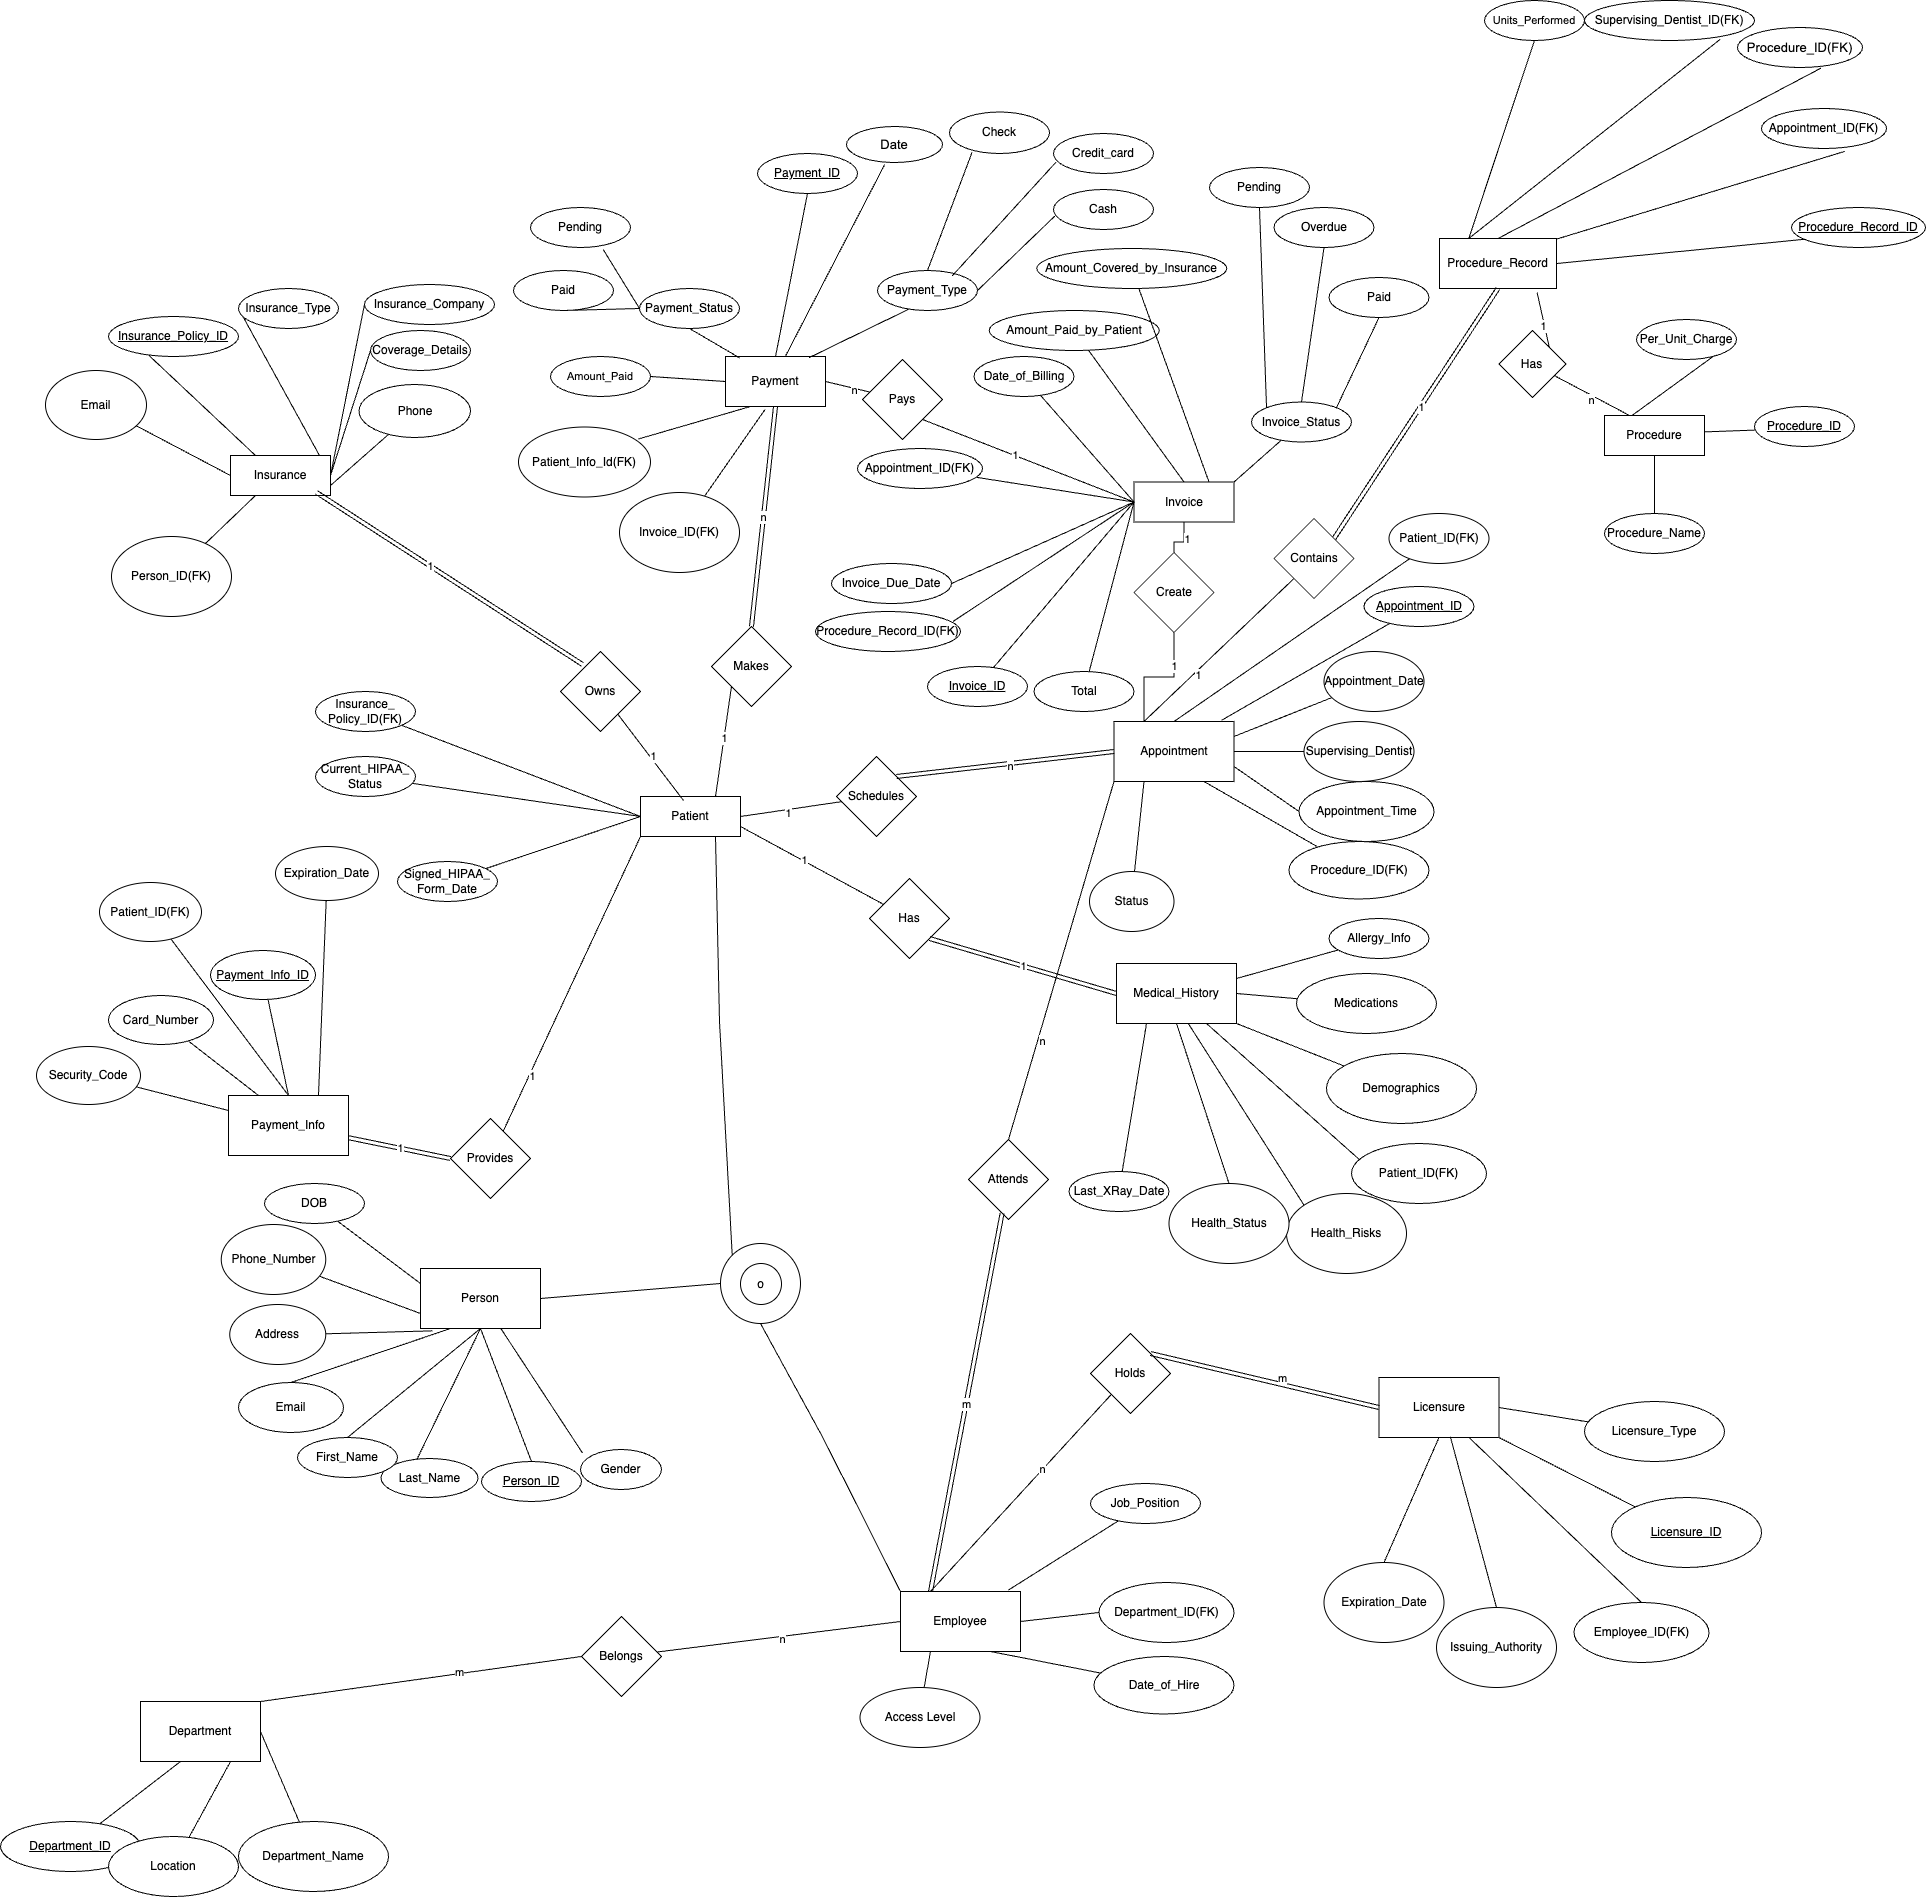 Units_Performed
Supervising_Dentist_ID(FK)
Procedure_ID(FK)
Appointment_ID(FK)
Procedure_Record_ID
Procedure_Record
1
Has
n
Per_Unit_Charge
Procedure
Procedure_ID
Procedure_Name
Check
Date
Credit_card
Payment_ID
Cash
Pending
Paid
Payment_Status
Payment_Type
Amount_Paid
Payment
Patient_Info_Id(FK)
Invoice_ID(FK)
n
Pays
1
Pending
Overdue
Paid
Invoice_Status
Amount_Covered_by_Insurance
Amount_Paid_by_Patient
Date_of_Billing
Appointment_ID(FK)
Invoice
Invoice_Due_Date
Procedure_Record_ID(FK)
Invoice_ID
Total
1
Create
1
1
Contains
1
Insurance_Type
Insurance_Company
Insurance_Policy_ID
Coverage_Details
Email
Phone
Insurance
Person_ID(FK)
1
Owns
1
n
Makes
1
Insurance_
Policy_ID(FK)
Current_HIPAA_
Status
Patient
Signed_HIPAA_
Form_Date
1
Schedules
n
Patient_ID(FK)
Appointment_ID
Appointment_Date
Appointment
Supervising_Dentist
Appointment_Time
Procedure_ID(FK)
Status
1
Has
1
Allergy_Info
Medical_History
Medications
Demographics
Patient_ID(FK)
Last_XRay_Date
Health_Status
Health_Risks
Expiration_Date
Patient_ID(FK)
Payment_Info_ID
Card_Number
Security_Code
Payment_Info
1
Provides
1
n
Attends
m
DOB
Phone_Number
Person
o
Address
Email
First_Name
Last_Name
Person_ID
Gender
Holds
m
n
Licensure
Licensure_Type
Licensure_ID
Expiration_Date
Issuing_Authority
Employee_ID(FK)
Job_Position
Employee
Department_ID(FK)
Date_of_Hire
Access Level
n
Belongs
m
Department
Department_ID
Location
Department_Name